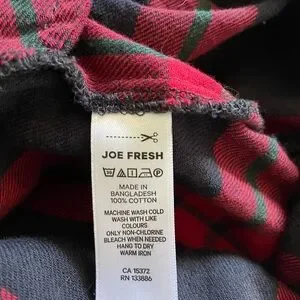 JOE FRESH
30
P
MADE IN
BANGLADESH
100% COTTON
MACHINE WASH COLD
WASH WITH LIKE
COLOURS
ONLY NON-CHLORINE
BLEACH WHEN NEEDED
HANG TO DRY
WARM IRON
CA 15372
RN 133886